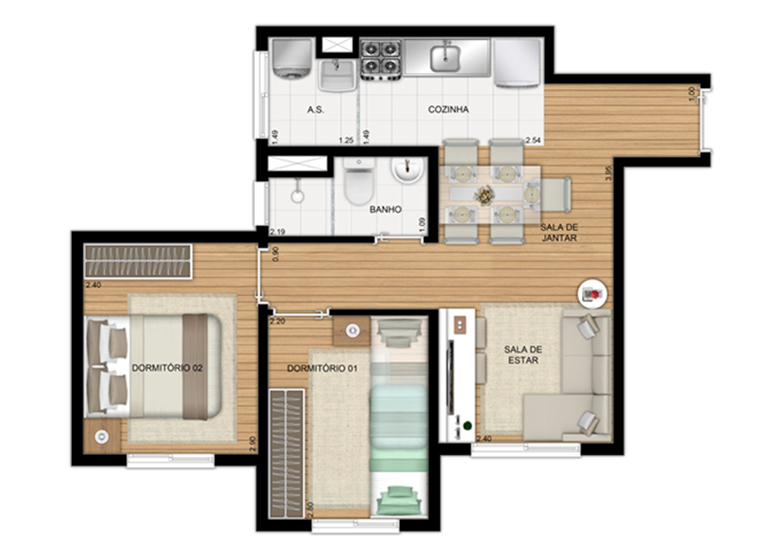 A.S.
COZINHA
1.49
1.25
1.49
2.54
1.00
3.95
BANHO
2.19
1.09
SALA DE
JANTAR
0.90
2.40
2.20
DORMITÓRIO 02
DORMITÓRIO 01
SALA DE
ESTAR
2.90
2.80
2.40